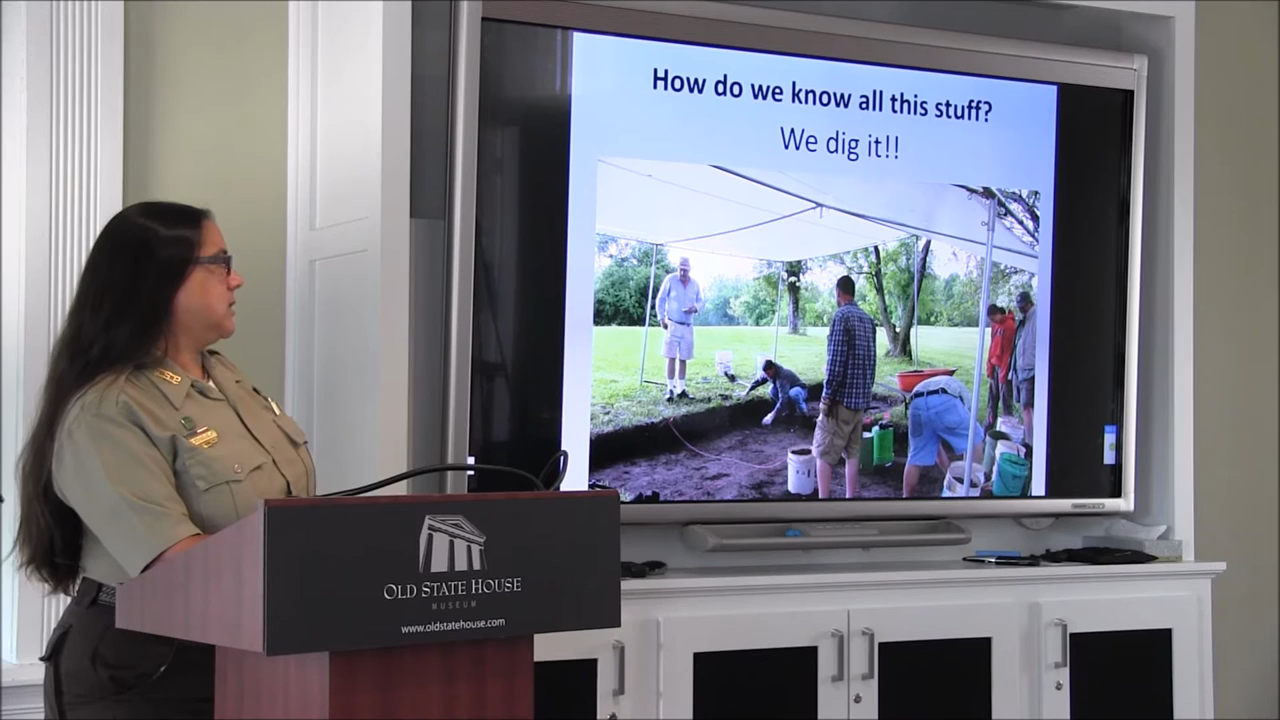 How do we know all this stuff?
We dig it!!
OLD STATE HOUSE
MUSEUM
www.oldstatehouse.com